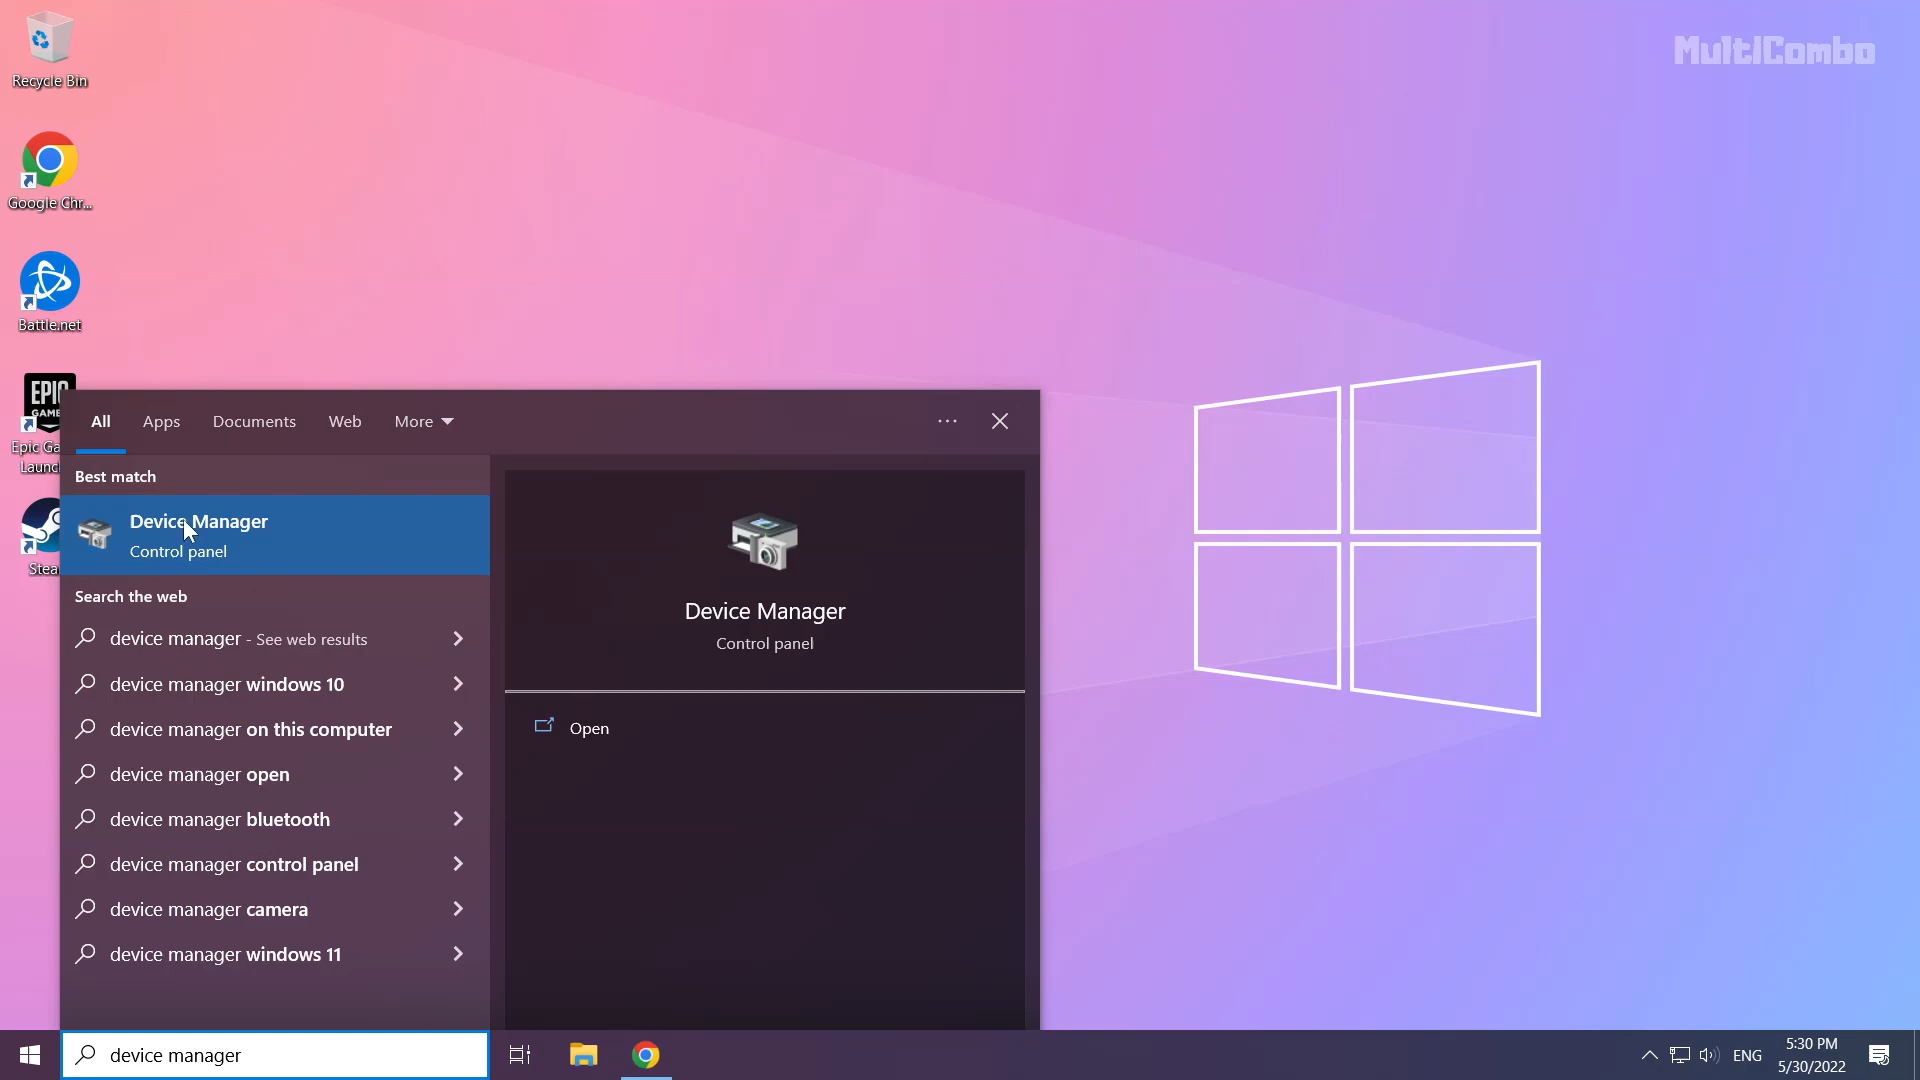 MultiCombo
Recycle Bin
Google Chr...
Battle.net
EPIC
GAM
Epic Ga
Launc
Stea
All
Apps
Documents
Web
More
Best match
Device Manager
Control panel
Search the web
device manager - See web results
device manager windows 10
device manager on this computer
device manager open
device manager bluetooth
device manager control panel
device manager camera
device manager windows 11
Device Manager
Control panel
Open
device manager
ENG
5:30 PM
5/30/2022